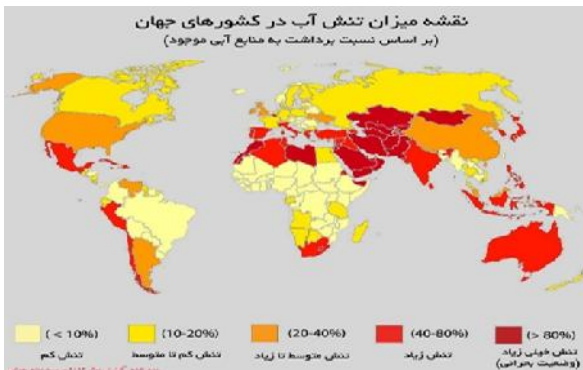 نقشه میزان تنش آب در کشورهای جهان
(بر اساس نسبت برداشت به منابع آبی موجود)
(< 10%) (10-20%) (20-40%) (40-80%) (> 80%)
تنش کم تنش کم تا متوسط تنش متوسط تا زیاد تنش زیاد تنش خیلی زیاد
(وضعیت بحرانی)